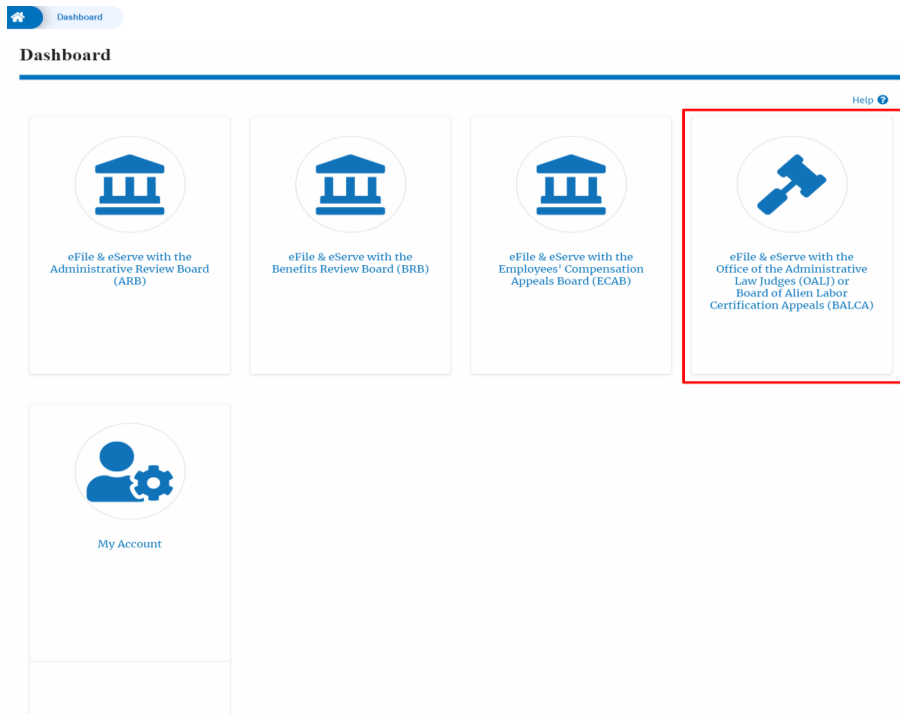 Dashboard
Dashboard
Help
eFile & eServe with the
Administrative Review Board
(ARB)
eFile & eServe with the
Benefits Review Board (BRB)
eFile & eServe with the
Employees' Compensation
Appeals Board (ECAB)
eFile & eServe with the
Office of the Administrative
Law Judges (OALJ) or
Board of Alien Labor
Certification Appeals (BALCA)
My Account